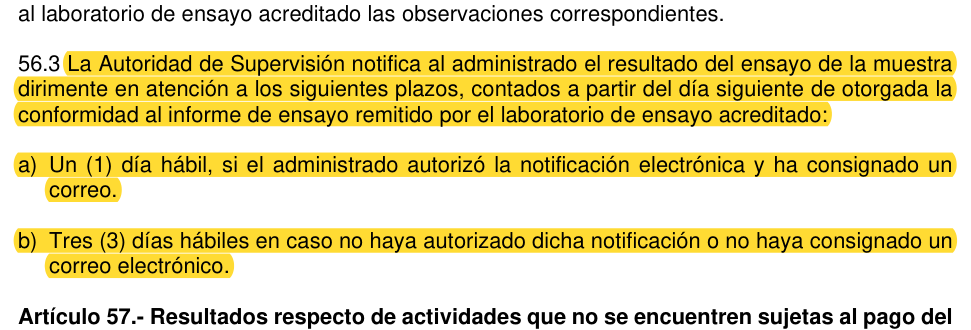 al laboratorio de ensayo acreditado las observaciones correspondientes.
56.3 La Autoridad de Supervisión notifica al administrado el resultado del ensayo de la muestra
dirimente en atención a los siguientes plazos, contados a partir del día siguiente de otorgada la
conformidad al informe de ensayo remitido por el laboratorio de ensayo acreditado:
a) Un (1) día hábil, si el administrado autorizó la notificación electrónica y ha consignado un
correo.
b) Tres (3) días hábiles en caso no haya autorizado dicha notificación o no haya consignado un
correo electrónico.
Artículo 57.- Resultados respecto de actividades que no se encuentren sujetas al pago del